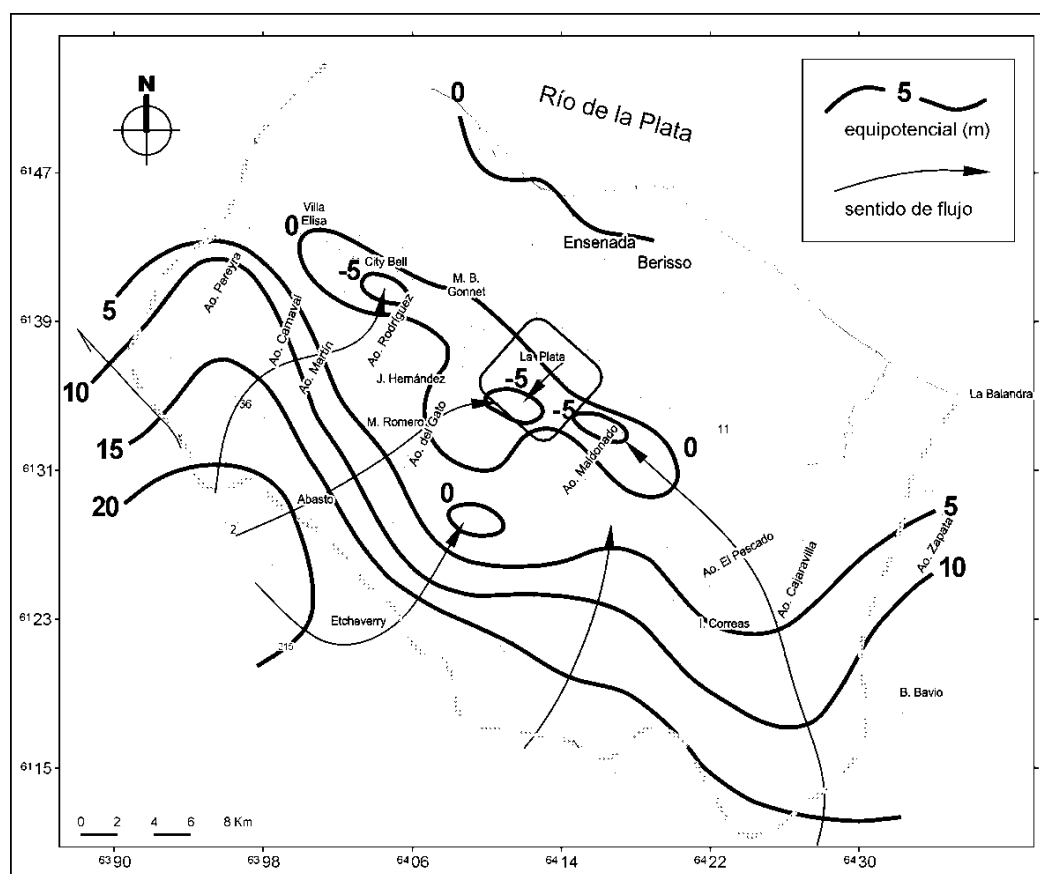 N
0
Río de la Plata
5
equipotencial (m)
sentido de flujo
6147
Villa
Elisa
0
Ensenada
Berisso
-5
City Bell
M. B.
Gonnet
5
Ao. Pereyra
Ao. Carnaval
Ao. Martín
Ao. Rodríguez
6139
La Plata
10
J. Hernández
-5
La Balandra
36
M. Romero
Ao. del Gato
-5
11
15
Ao. Maldonado
0
6131
20
Abasto
0
5
2
Ao. El Pescado
Ao. Cajaravilla
Ao. Zapata
10
6123
Etcheverry
I. Correas
215
B. Bavio
6115
0 2 4 6 8 Km
6390 6398 6406 6414 6422 6430